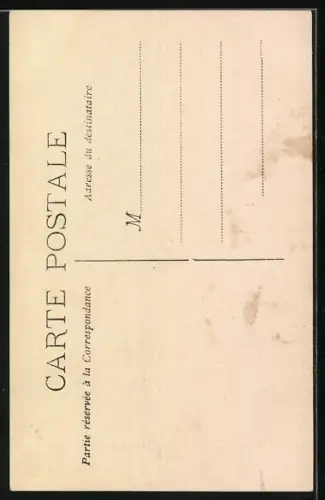 CARTE POSTALE
Partie réservée à la Correspondance
Adresse du destinataire
M